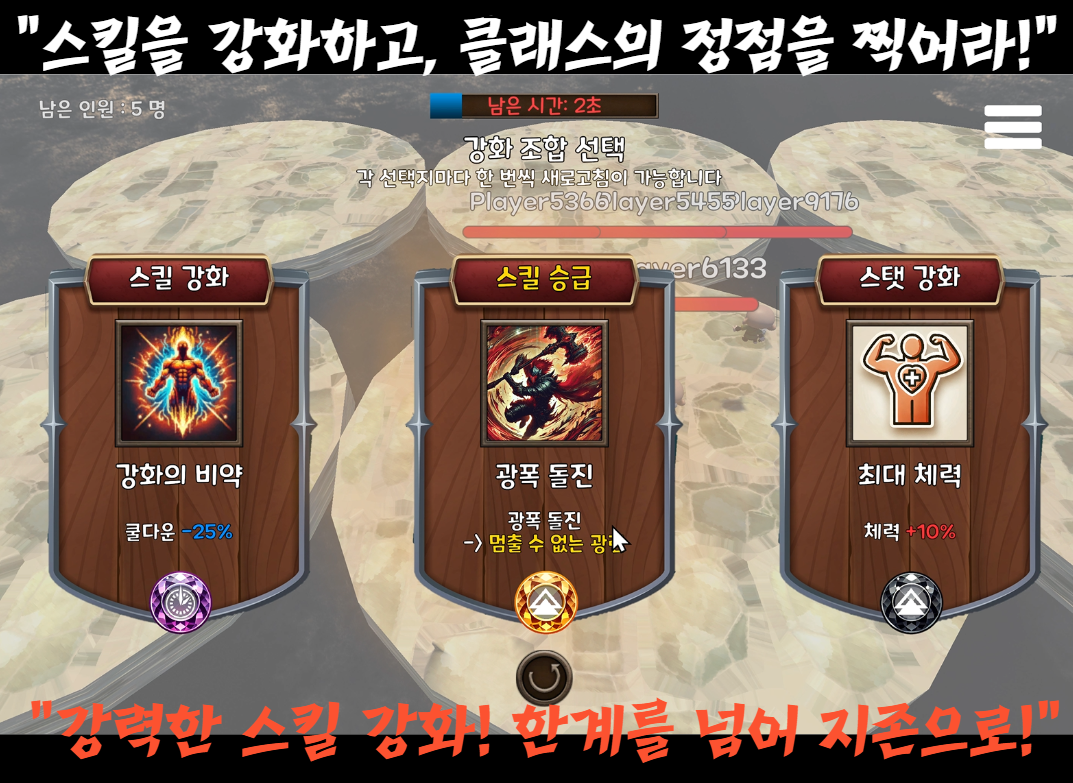 "스킬을 강화하고, 클래스의 정점을 찍어라!"
남은 인원 : 5 명
남은 시간: 2초
강화 조합 선택
각 선택지마다 한 번씩 새로고침이 가능합니다
Player5366 layer5455 layer9176
ayer6133
스킬 강화
스킬 승급
스탯 강화
강화의 비약
광폭 돌진
최대 체력
쿨다운 -25%
광폭 돌진
-> 멈출 수 없는
체력 +10%
"강력한 스킬 강화! 한계를 넘어 지존으로!"